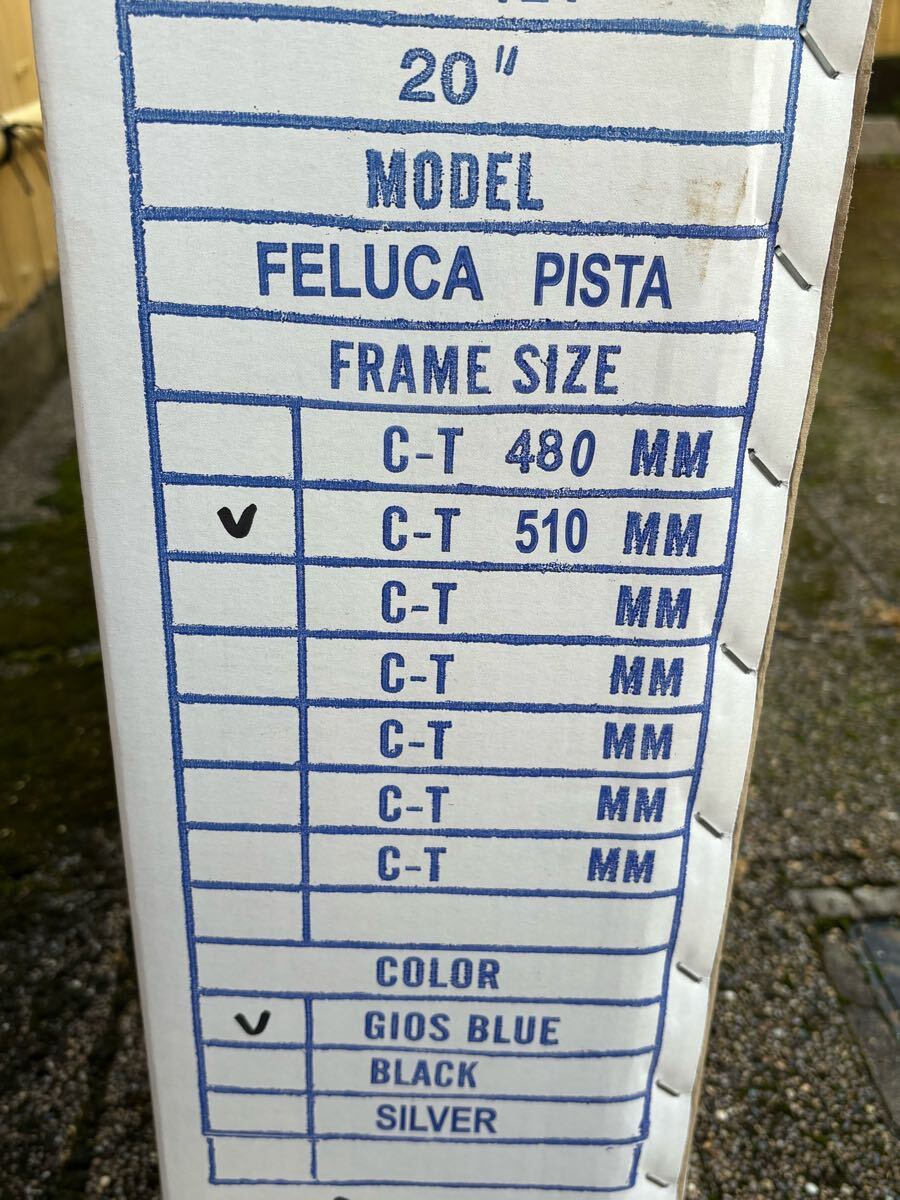 20"
MODEL
FELUCA PISTA
FRAME SIZE
C-T 480 MM
V C-T 510 MM
C-T MM
C-T MM
C-T MM
C-T MM
C-T MM
COLOR
V GIOS BLUE
BLACK
SILVER